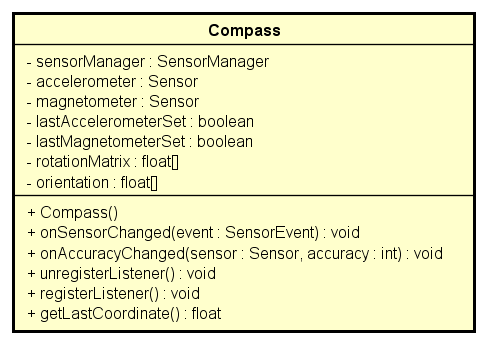 Compass
- sensorManager : SensorManager
- accelerometer : Sensor
- magnetometer : Sensor
- lastAccelerometerSet : boolean
- lastMagnetometerSet : boolean
- rotationMatrix : float[]
- orientation : float[]
+ Compass()
+ onSensorChanged(event : SensorEvent) : void
+ onAccuracyChanged(sensor : Sensor, accuracy : int) : void
+ unregisterListener() : void
+ registerListener() : void
+ getLastCoordinate() : float